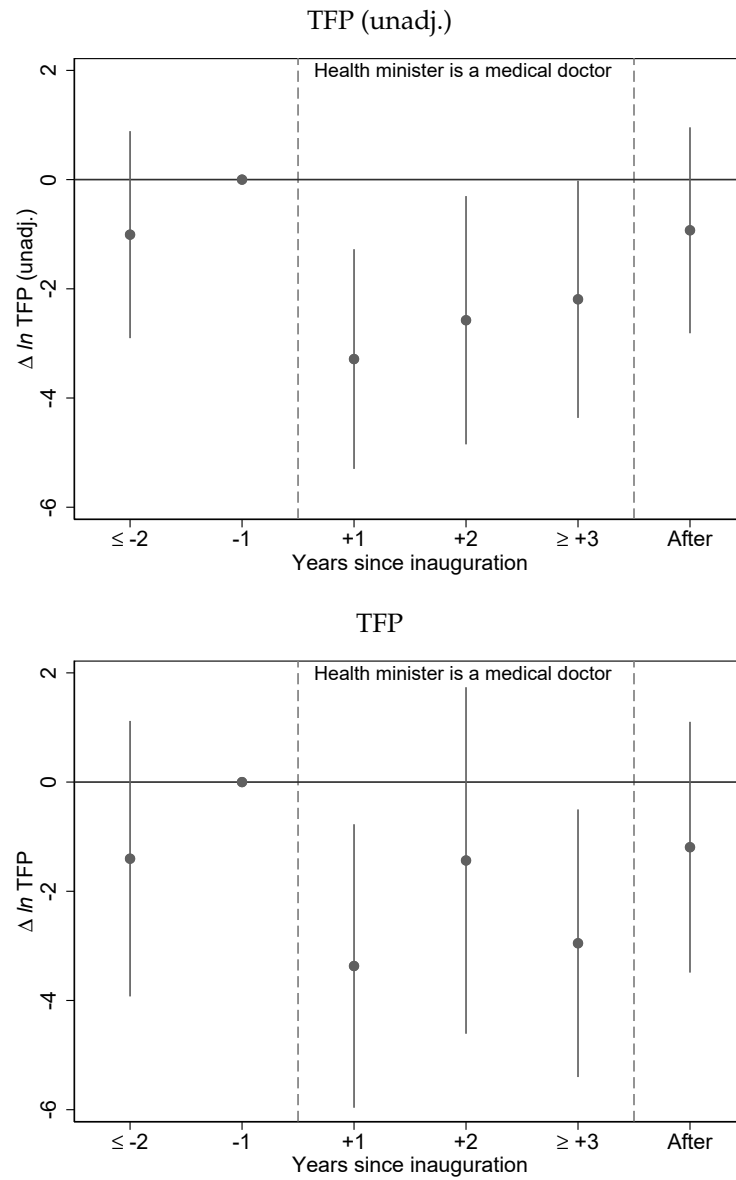 TFP (unadj.)
Health minister is a medical doctor
2
0
-2
-4
-6
Δ ln TFP (unadj.)
≤ -2 -1 +1 +2 ≥ +3 After
Years since inauguration
TFP
Health minister is a medical doctor
2
0
-2
-4
-6
Δ ln TFP
≤ -2 -1 +1 +2 ≥ +3 After
Years since inauguration